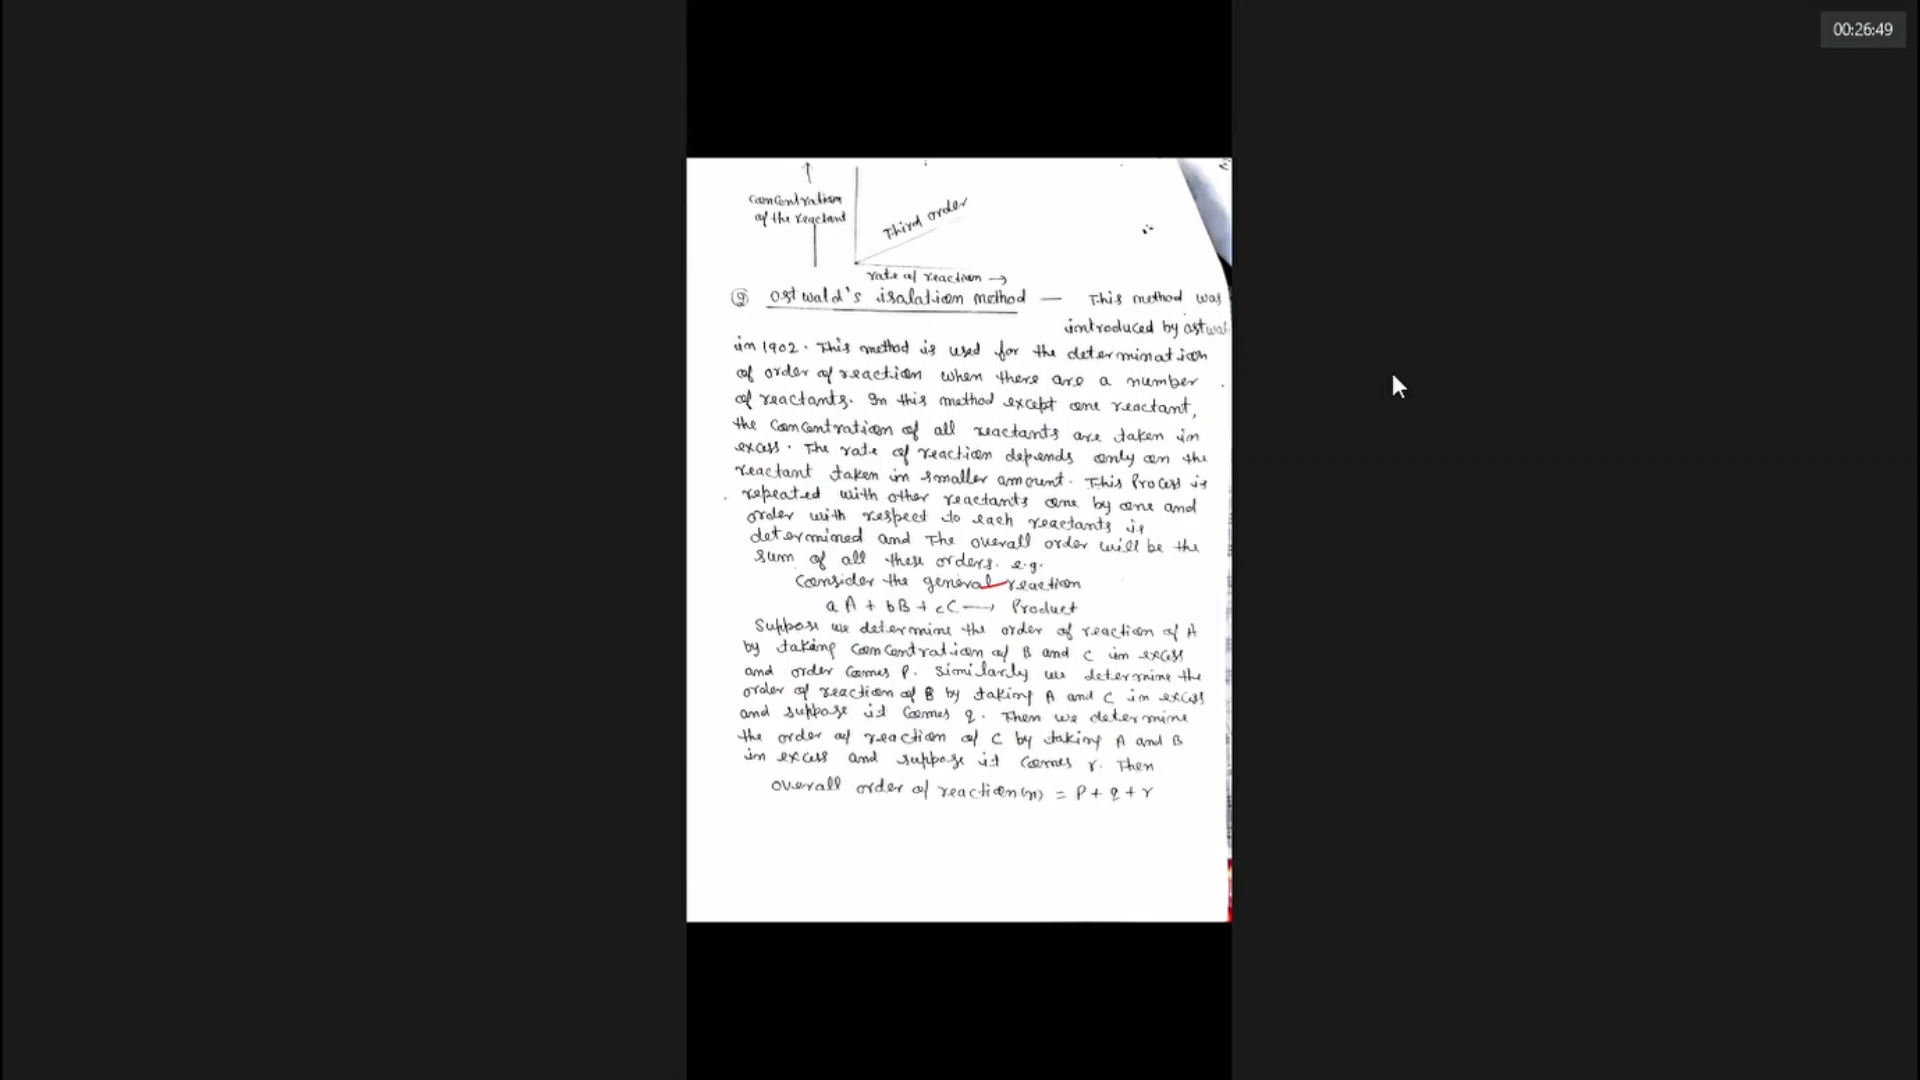 00:26:49
↑
Concentration
of the reactant
Third order
∴
rate of reaction →
② Ostwald's isolation method — This method was
introduced by ostwal
in 1902. This method is used for the determination
of order of reaction when there are a number
of reactants. In this method except one reactant,
the concentration of all reactants are taken in
excess. The rate of reaction depends only on the
reactant taken in smaller amount. This Process is
repeated with other reactants one by one and
order with respect to each reactants is
determined and The overall order will be the
sum of all these orders. e.g.
Consider the general reaction
aA + bB + cC ⟶ Product
Suppose we determine the order of reaction of A
by taking concentration of B and C in excess
and order comes P. Similarly we determine the
order of reaction of B by taking A and C in excess
and suppose it comes q. Then we determine
the order of reaction of C by taking A and B
in excess and suppose it comes r. Then
overall order of reaction(n) = P + q + r